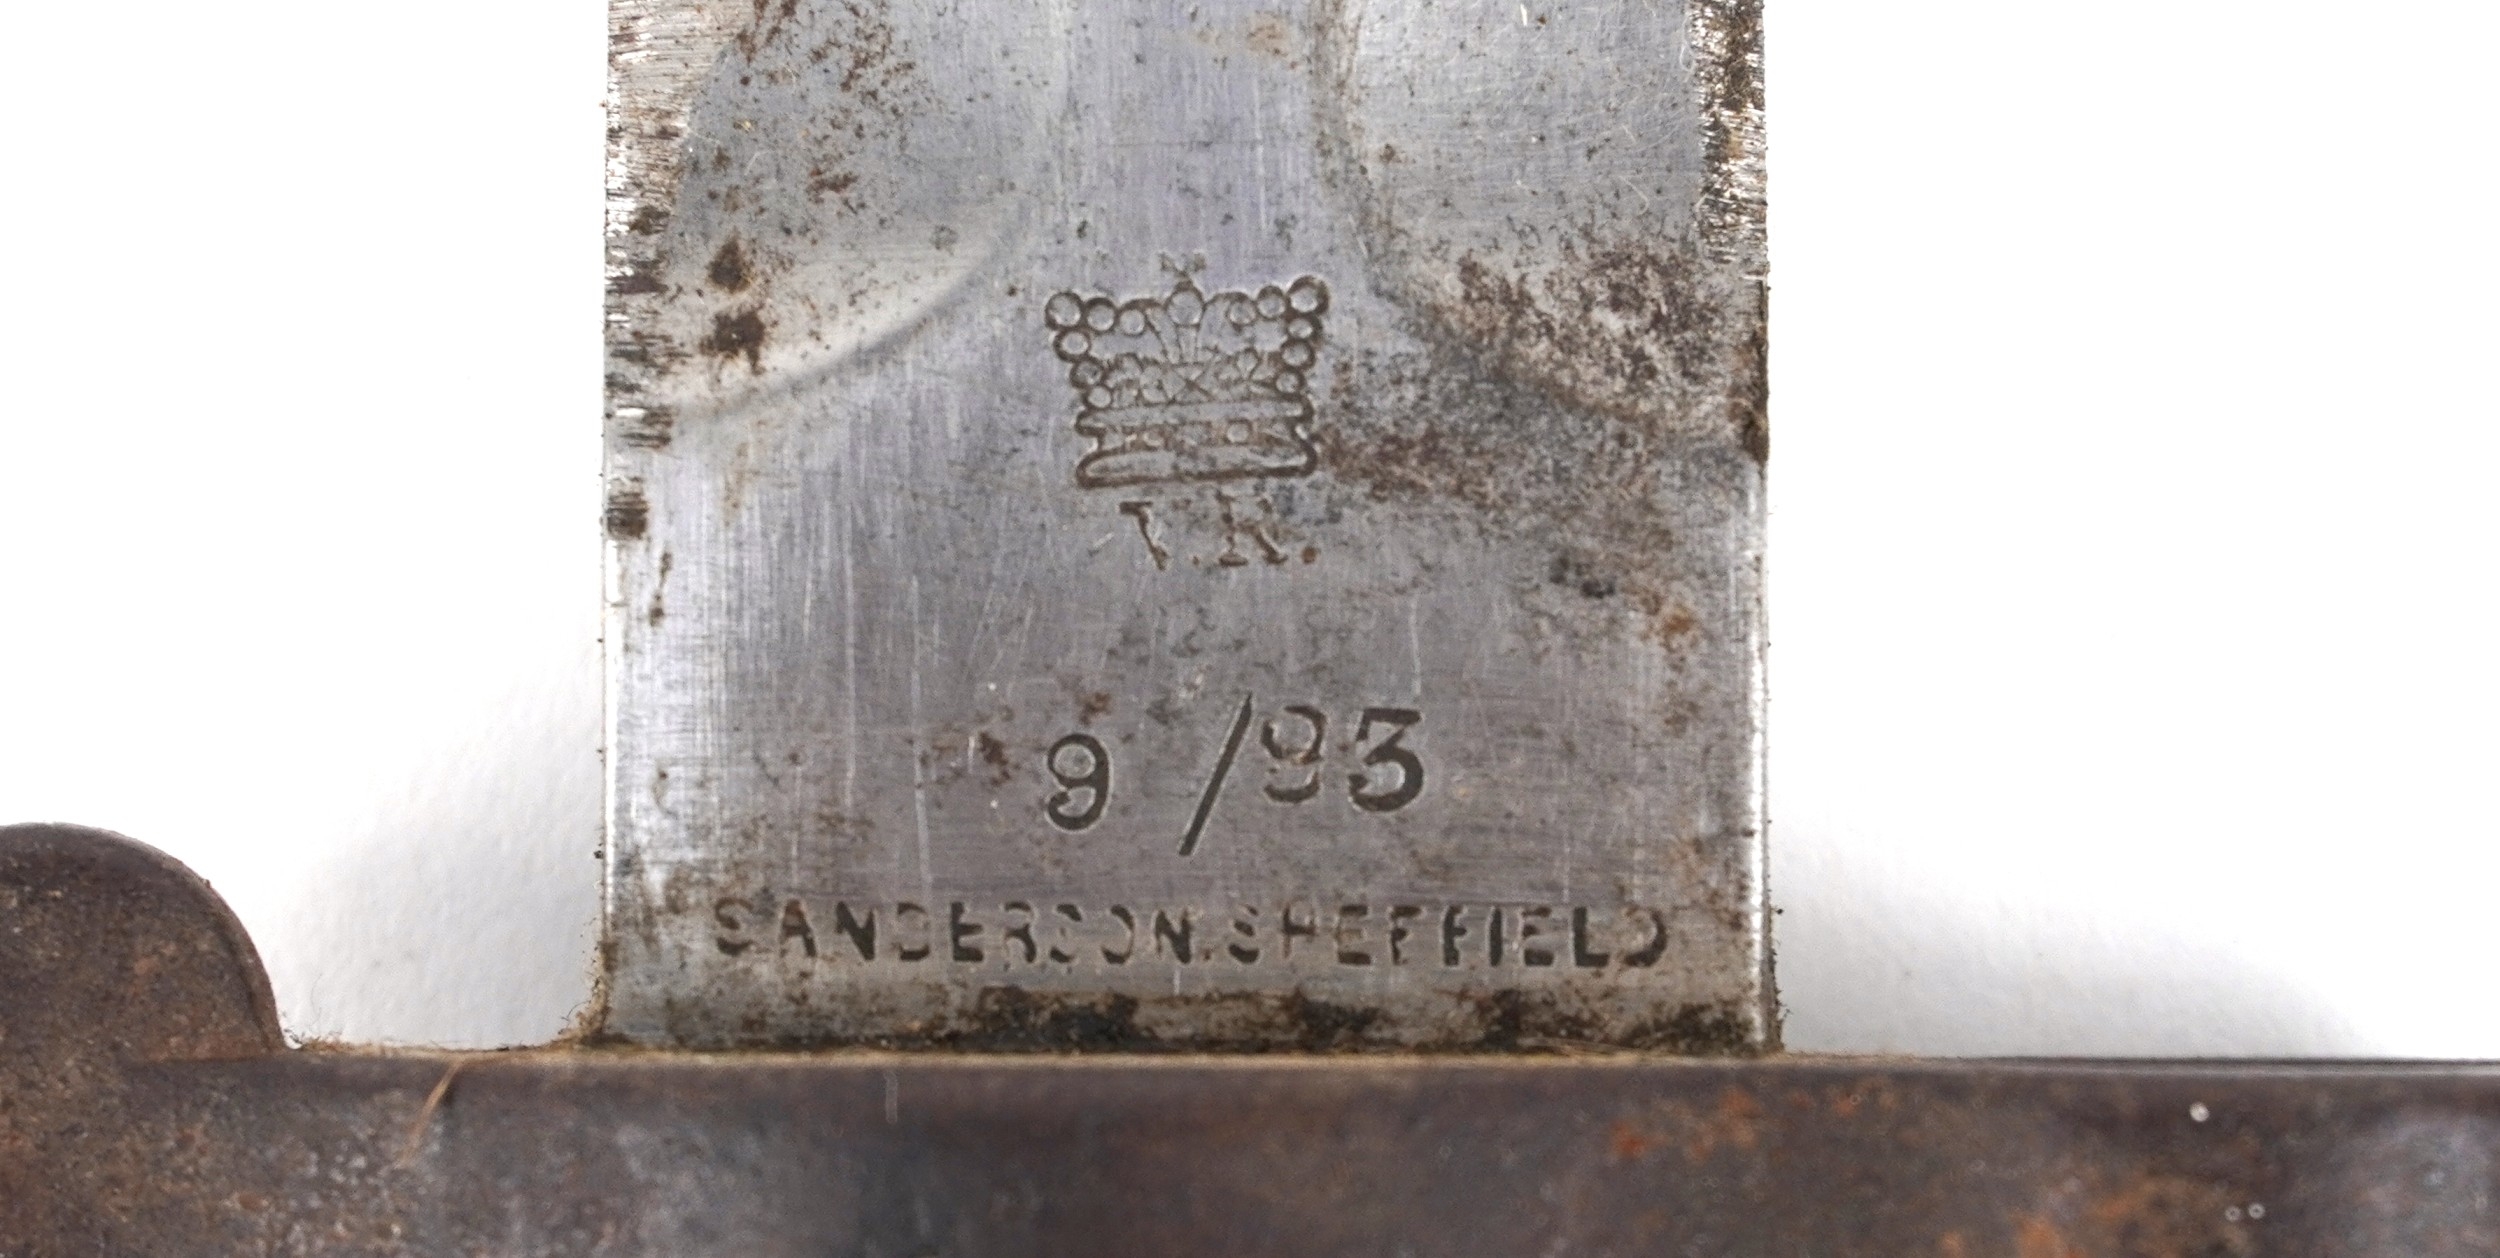 V.R.
9 /93
SANDERSON.SHEFFIELD